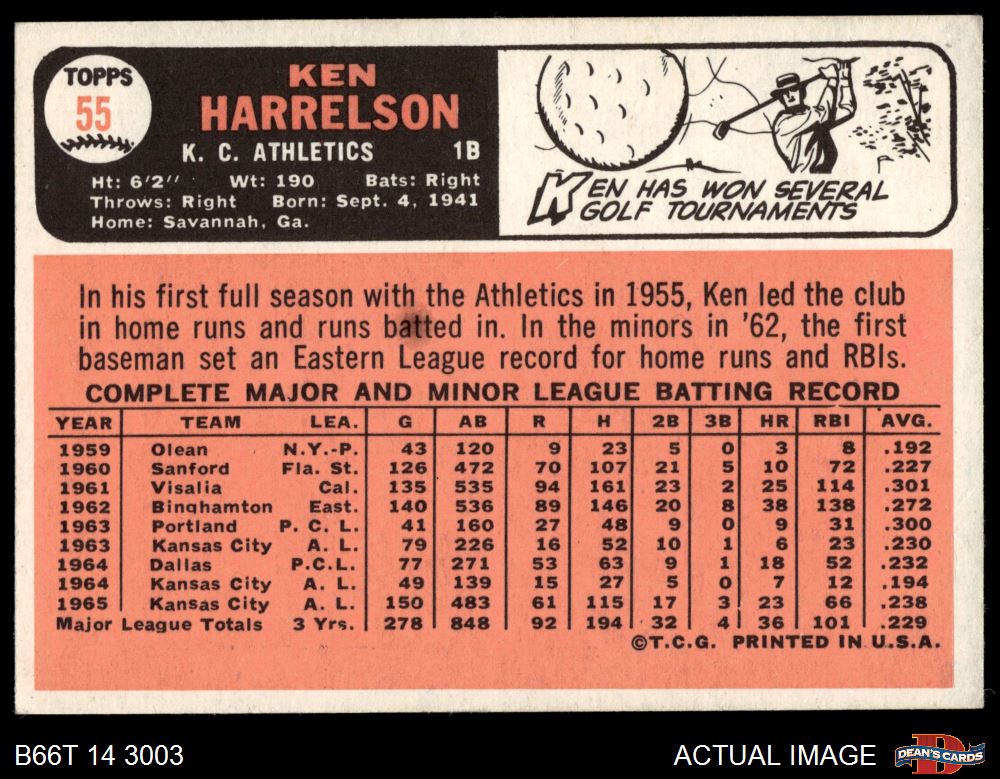 TOPPS
55
KEN
HARRELSON
K. C. ATHLETICS 1B
Ht: 6'2" Wt: 190 Bats: Right
Throws: Right Born: Sept. 4, 1941
Home: Savannah, Ga.
KEN HAS WON SEVERAL
GOLF TOURNAMENTS
In his first full season with the Athletics in 1955, Ken led the club
in home runs and runs batted in. In the minors in '62, the first
baseman set an Eastern League record for home runs and RBIs.
COMPLETE MAJOR AND MINOR LEAGUE BATTING RECORD
YEAR TEAM LEA. G AB R H 2B 3B HR RBI AVG.
1959 Olean N.Y.-P. 43 120 9 23 5 0 3 8 .192
1960 Sanford Fla. St. 126 472 70 107 21 5 10 72 .227
1961 Visalia Cal. 135 535 94 161 23 2 25 114 .301
1962 Binghamton East. 140 536 89 146 20 8 38 138 .272
1963 Portland P. C. L. 41 160 27 48 9 0 9 31 .300
1963 Kansas City A. L. 79 226 16 52 10 1 6 23 .230
1964 Dallas P.C.L. 77 271 53 63 9 1 18 52 .232
1964 Kansas City A. L. 49 139 15 27 5 0 7 12 .194
1965 Kansas City A. L. 150 483 61 115 17 3 23 66 .238
Major League Totals 3 Yrs. 278 848 92 194 32 4 36 101 .229
©T.C.G. PRINTED IN U.S.A.
B66T 14 3003
ACTUAL IMAGE
DEAN'S CARDS